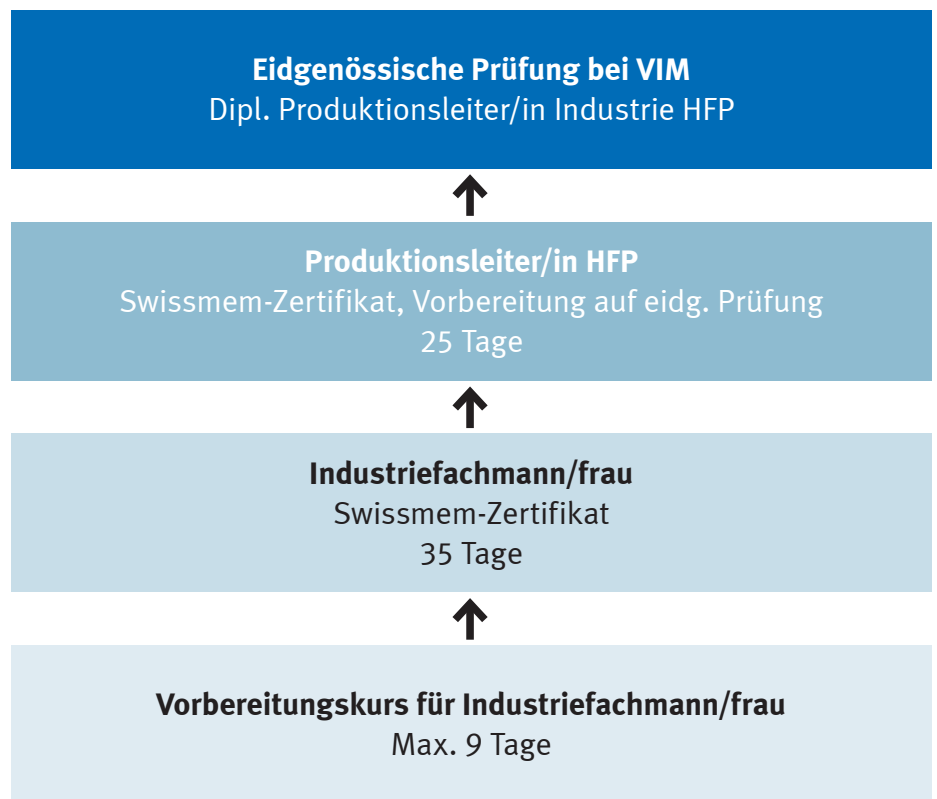 Eidgenössische Prüfung bei VIM
Dipl. Produktionsleiter/in Industrie HFP
Produktionsleiter/in HFP
Swissmem-Zertifikat, Vorbereitung auf eidg. Prüfung
25 Tage
Industriefachmann/frau
Swissmem-Zertifikat
35 Tage
Vorbereitungskurs für Industriefachmann/frau
Max. 9 Tage